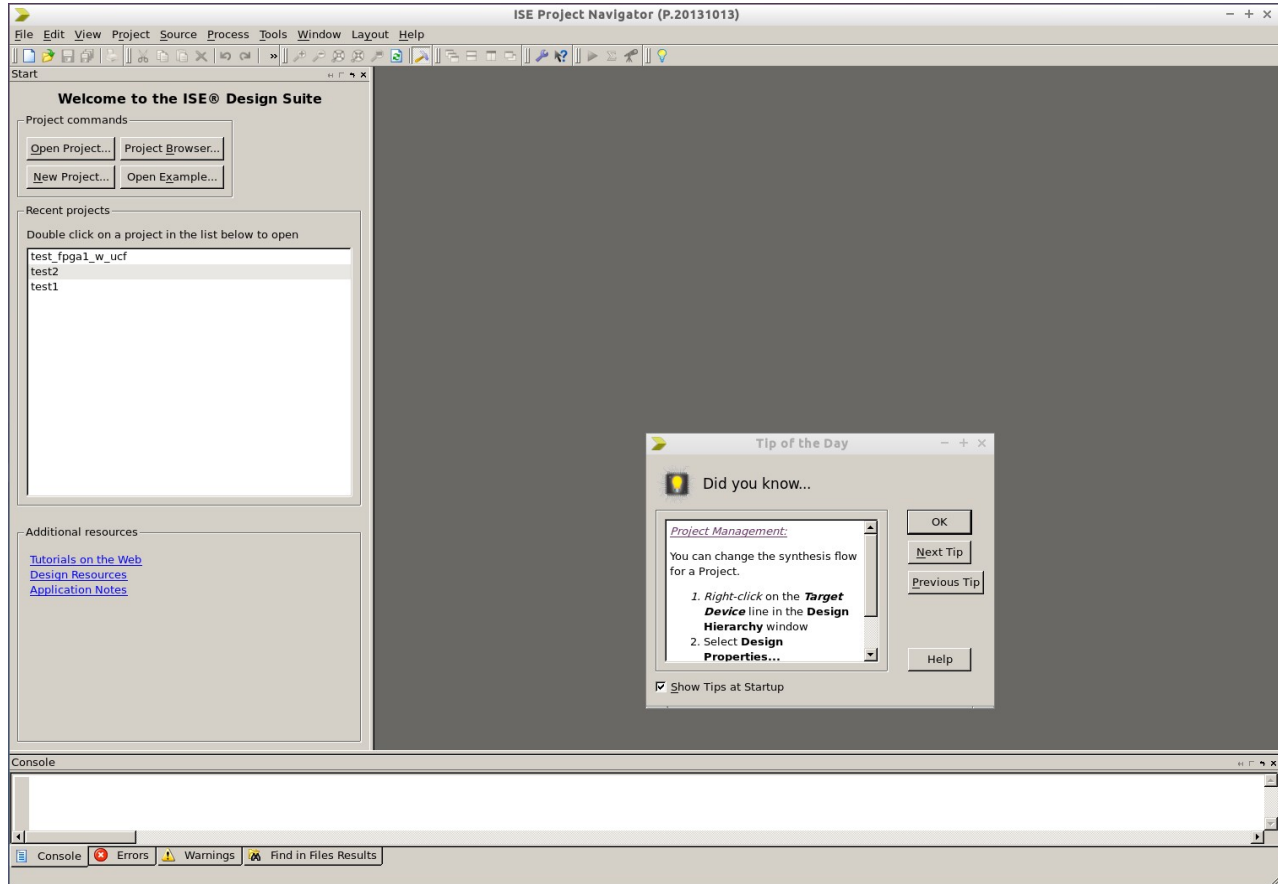 ISE Project Navigator (P.20131013)
File Edit View Project Source Process Tools Window Layout Help
Start
Welcome to the ISE® Design Suite
Project commands
Open Project... Project Browser...
New Project... Open Example...
Recent projects
Double click on a project in the list below to open
test_fpga1_w_ucf
test2
test1
Tip of the Day
Did you know...
Project Management:
You can change the synthesis flow
for a Project.
1. Right-click on the Target
Device line in the Design
Hierarchy window
2. Select Design
Properties...
OK
Next Tip
Previous Tip
Help
Show Tips at Startup
Additional resources
Tutorials on the Web
Design Resources
Application Notes
Console
Console Errors Warnings Find in Files Results